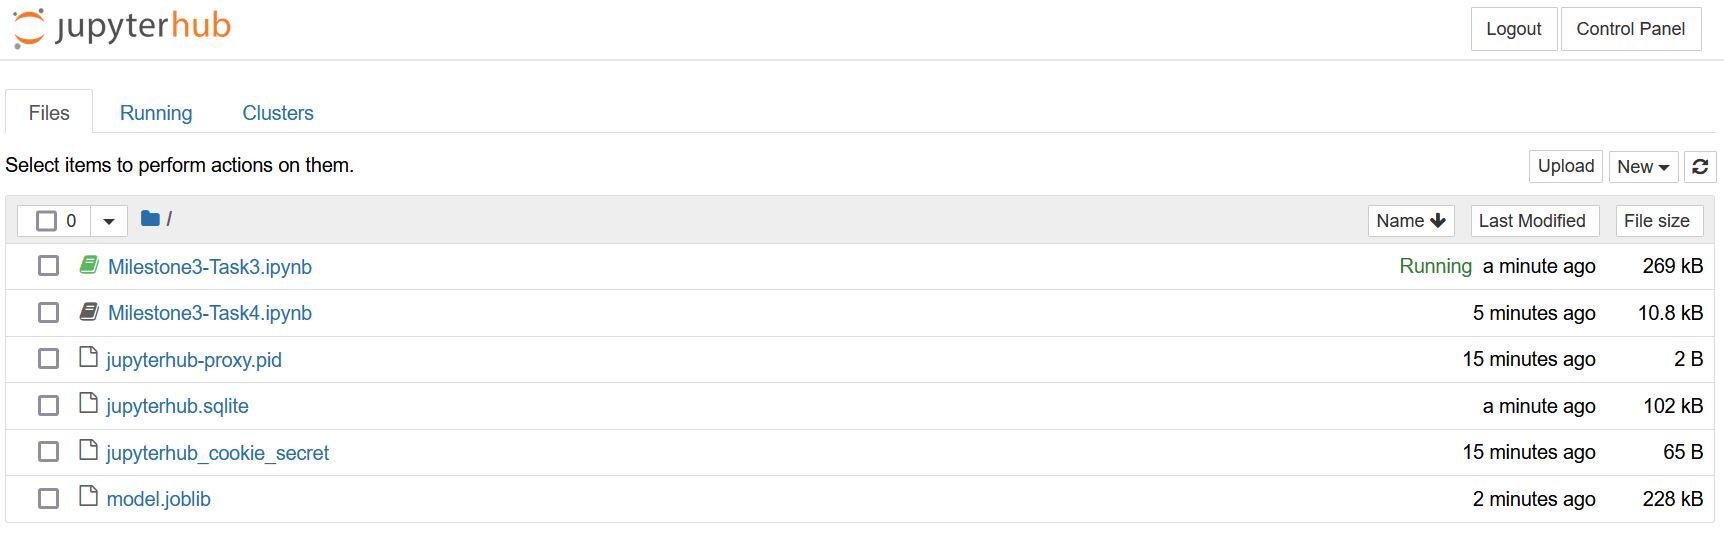 jupyterhub
Logout Control Panel
Files Running Clusters
Select items to perform actions on them.
Upload New
0 / Name Last Modified File size
Milestone3-Task3.ipynb Running a minute ago 269 kB
Milestone3-Task4.ipynb 5 minutes ago 10.8 kB
jupyterhub-proxy.pid 15 minutes ago 2 B
jupyterhub.sqlite a minute ago 102 kB
jupyterhub_cookie_secret 15 minutes ago 65 B
model.joblib 2 minutes ago 228 kB